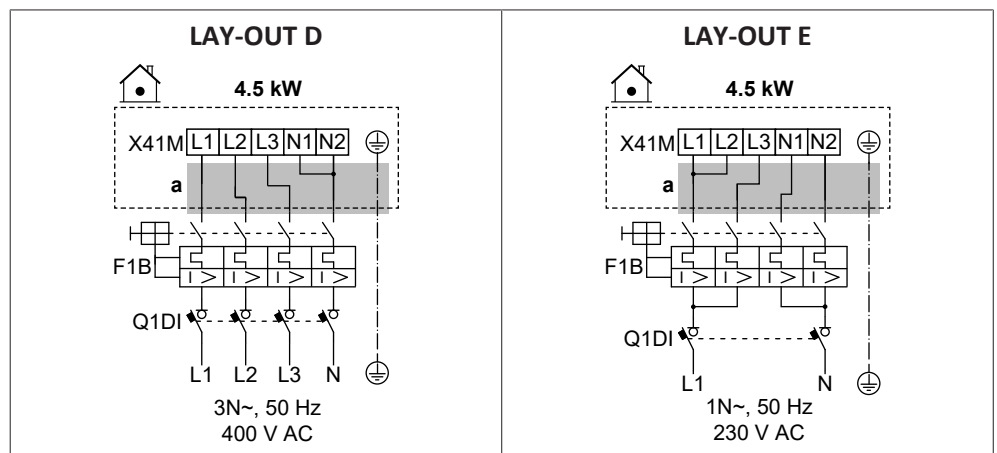 LAY-OUT D
4.5 kW
X41M L1 L2 L3 N1 N2
a
F1B
I > I > I > I >
Q1DI
L1 L2 L3 N
3N~, 50 Hz
400 V AC
LAY-OUT E
4.5 kW
X41M L1 L2 L3 N1 N2
a
F1B
I > I > I > I >
Q1DI
L1 N
1N~, 50 Hz
230 V AC